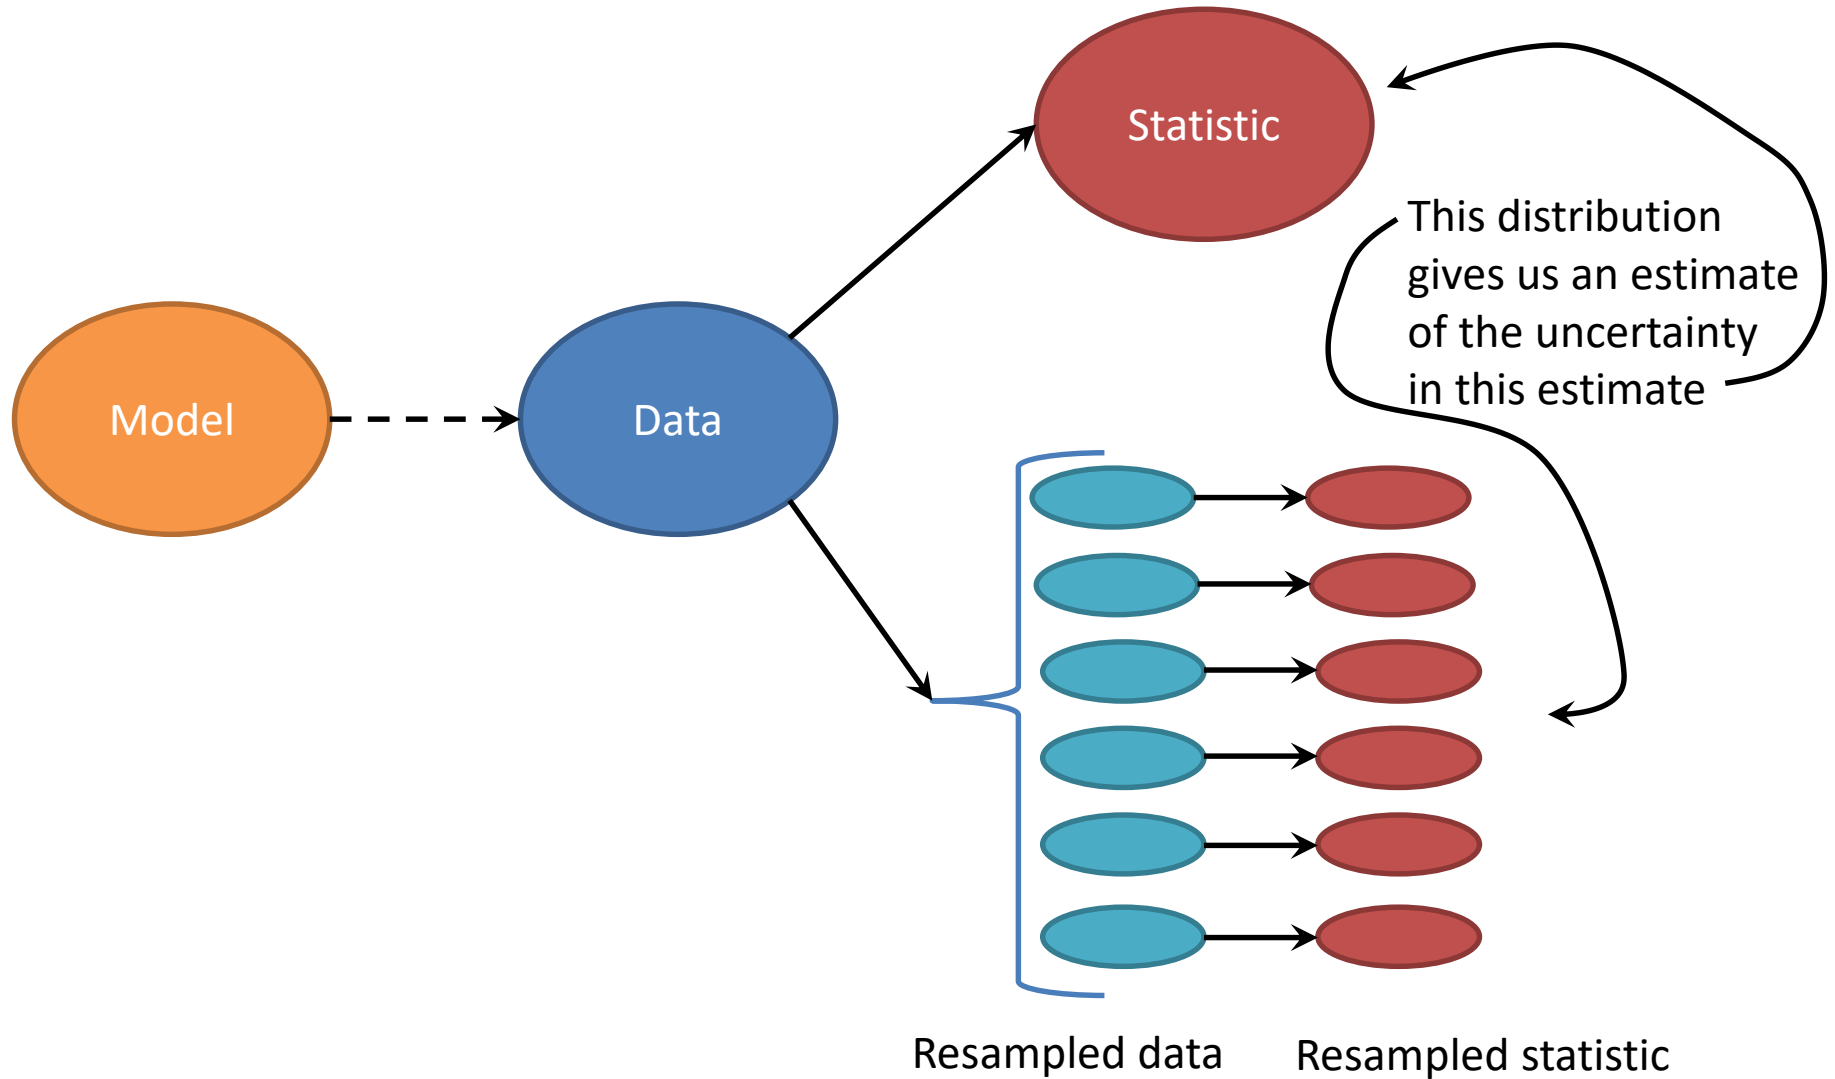 Statistic
This distribution
gives us an estimate
of the uncertainty
in this estimate
Model
Data
Resampled data
Resampled statistic